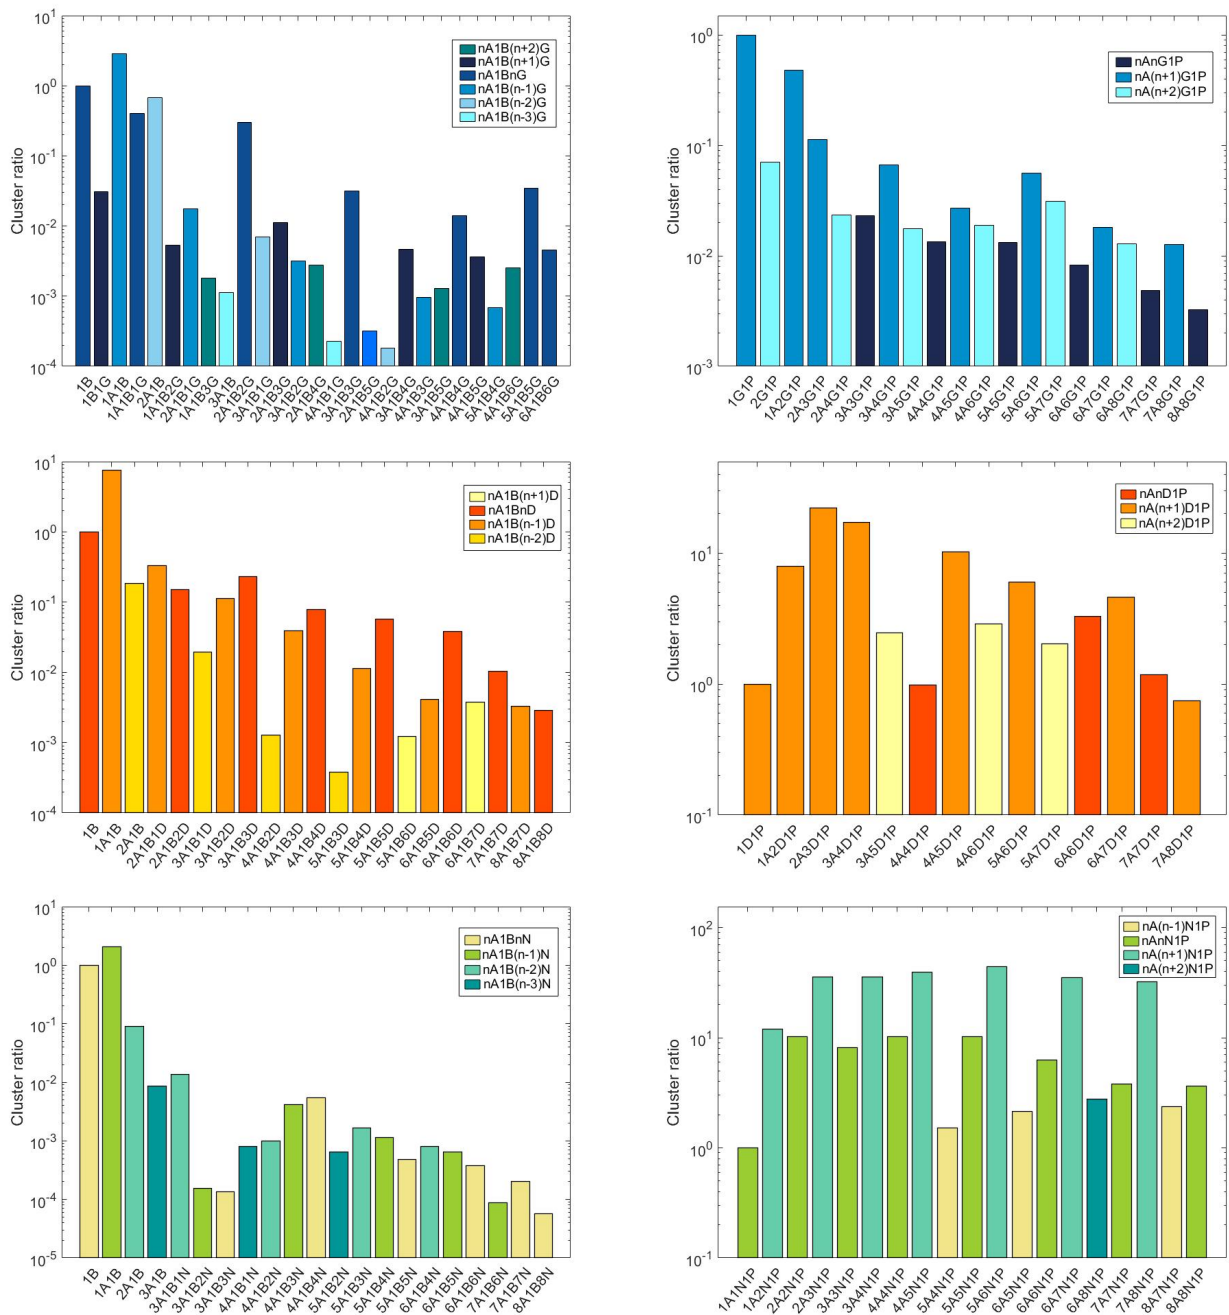 10^1
10^0
10^-1
10^-2
10^-3
10^-4
Cluster ratio
nA1B(n+2)G
nA1B(n+1)G
nA1BnG
nA1B(n-1)G
nA1B(n-2)G
nA1B(n-3)G
1B
1B1G
1A1B
1A1B1G
2A1B
1A1B2G
2A1B1G
1A1B3G
3A1B
2A1B2G
3A1B1G
2A1B3G
3A1B2G
2A1B4G
4A1B1G
3A1B3G
2A1B5G
4A1B2G
3A1B4G
4A1B3G
3A1B5G
4A1B4G
4A1B5G
5A1B4G
4A1B6G
5A1B5G
6A1B6G
10^0
10^-1
10^-2
10^-3
Cluster ratio
nAnG1P
nA(n+1)G1P
nA(n+2)G1P
1G1P
2G1P
1A2G1P
2A3G1P
2A4G1P
3A3G1P
3A4G1P
3A5G1P
4A4G1P
4A5G1P
4A6G1P
5A5G1P
5A6G1P
5A7G1P
6A6G1P
6A7G1P
6A8G1P
7A7G1P
7A8G1P
8A8G1P
10^1
10^0
10^-1
10^-2
10^-3
10^-4
Cluster ratio
nA1B(n+1)D
nA1BnD
nA1B(n-1)D
nA1B(n-2)D
1B
1A1B
2A1B
2A1B1D
2A1B2D
3A1B1D
3A1B2D
3A1B3D
4A1B2D
4A1B3D
4A1B4D
5A1B3D
5A1B4D
5A1B5D
5A1B6D
6A1B5D
6A1B6D
6A1B7D
7A1B7D
8A1B7D
8A1B8D
10^1
10^0
10^-1
Cluster ratio
nAnD1P
nA(n+1)D1P
nA(n+2)D1P
1D1P
1A2D1P
2A3D1P
3A4D1P
3A5D1P
4A4D1P
4A5D1P
4A6D1P
5A6D1P
5A7D1P
6A6D1P
6A7D1P
7A7D1P
7A8D1P
10^1
10^0
10^-1
10^-2
10^-3
10^-4
10^-5
Cluster ratio
nA1BnN
nA1B(n-1)N
nA1B(n-2)N
nA1B(n-3)N
1B
1A1B
2A1B
3A1B
3A1B1N
3A1B2N
3A1B3N
4A1B1N
4A1B2N
4A1B3N
4A1B4N
5A1B2N
5A1B3N
5A1B4N
5A1B5N
6A1B4N
6A1B5N
6A1B6N
7A1B6N
7A1B7N
8A1B8N
10^2
10^1
10^0
10^-1
Cluster ratio
nA(n-1)N1P
nAnN1P
nA(n+1)N1P
nA(n+2)N1P
1A1N1P
1A2N1P
2A2N1P
2A3N1P
3A3N1P
3A4N1P
4A4N1P
4A5N1P
5A4N1P
5A5N1P
5A6N1P
6A5N1P
6A6N1P
6A7N1P
6A8N1P
7A7N1P
7A8N1P
8A7N1P
8A8N1P